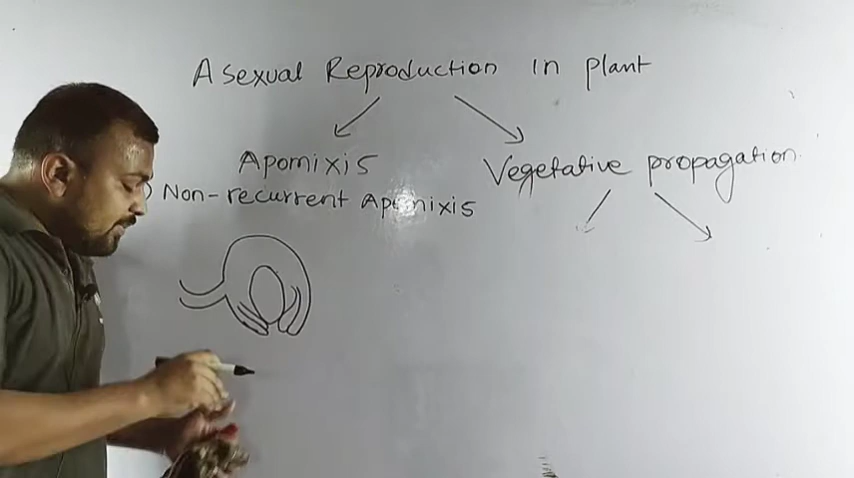 Asexual Reproduction in plant
Apomixis
Vegetative propagation
) Non-recurrent Apomixis